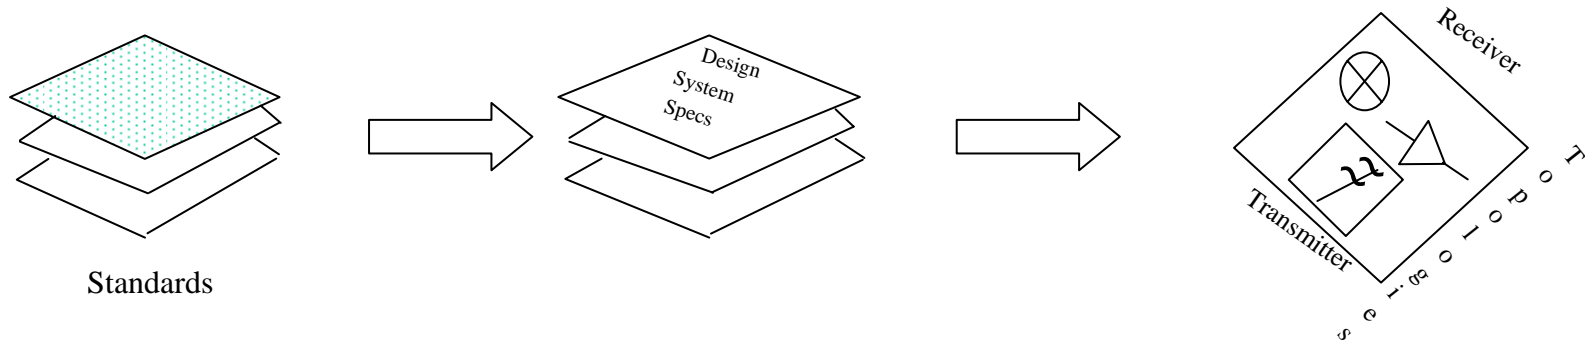 Standards
Design
System
Specs
Receiver
Transmitter
Topologies